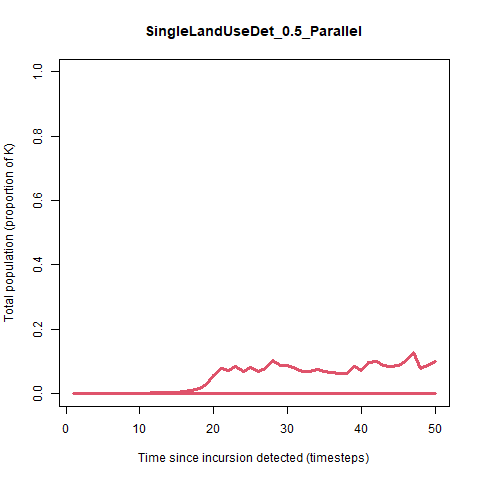 SingleLandUseDet_0.5_Parallel
Total population (proportion of K)
1.0
0.8
0.6
0.4
0.2
0.0
0 10 20 30 40 50
Time since incursion detected (timesteps)